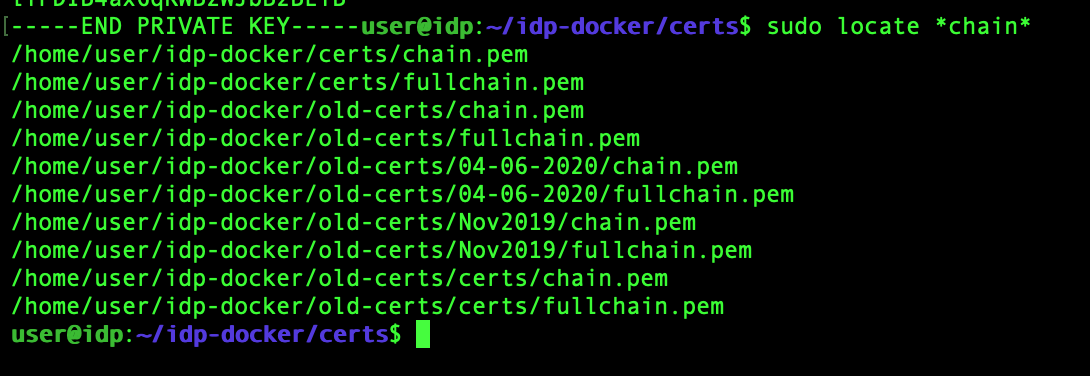 -----END PRIVATE KEY-----user@idp:~/idp-docker/certs$ sudo locate *chain*
/home/user/idp-docker/certs/chain.pem
/home/user/idp-docker/certs/fullchain.pem
/home/user/idp-docker/old-certs/chain.pem
/home/user/idp-docker/old-certs/fullchain.pem
/home/user/idp-docker/old-certs/04-06-2020/chain.pem
/home/user/idp-docker/old-certs/04-06-2020/fullchain.pem
/home/user/idp-docker/old-certs/Nov2019/chain.pem
/home/user/idp-docker/old-certs/Nov2019/fullchain.pem
/home/user/idp-docker/old-certs/certs/chain.pem
/home/user/idp-docker/old-certs/certs/fullchain.pem
user@idp:~/idp-docker/certs$